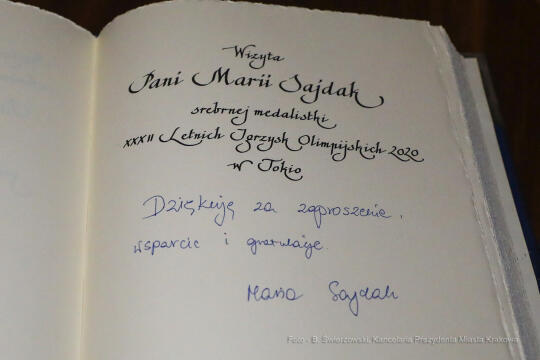 Wizyta
Pani Marii Sajdak
srebrnej medalistki
XXXII Letnich Igrzysk Olimpijskich 2020
w Tokio
Dziękuję za zaproszenie,
wsparcie i gratulacje.
Maria Sajdak
Foto - B. Świerzowski, Kancelaria Prezydenta Miasta Krakowa